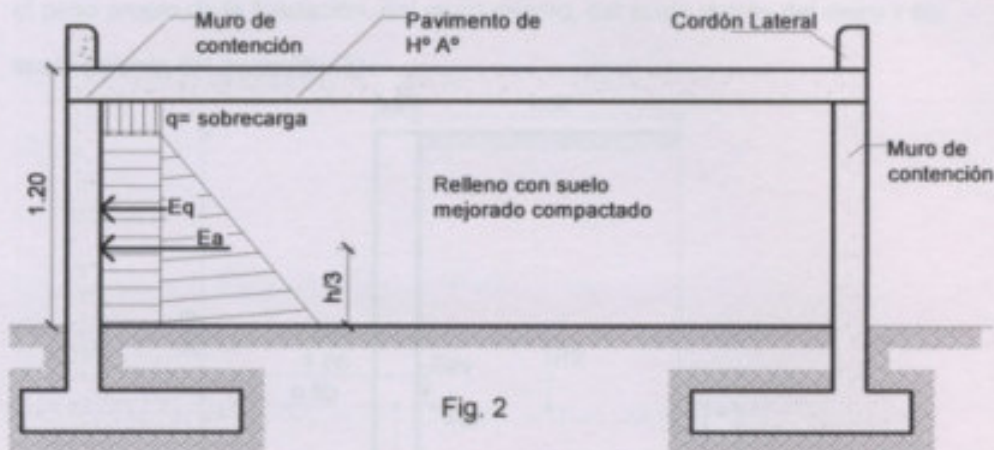 Muro de
contención
Pavimento de
Hº Aº
Cordón Lateral
q= sobrecarga
1.20
Eq
Ea
h/3
Relleno con suelo
mejorado compactado
Muro de
contención
Fig. 2